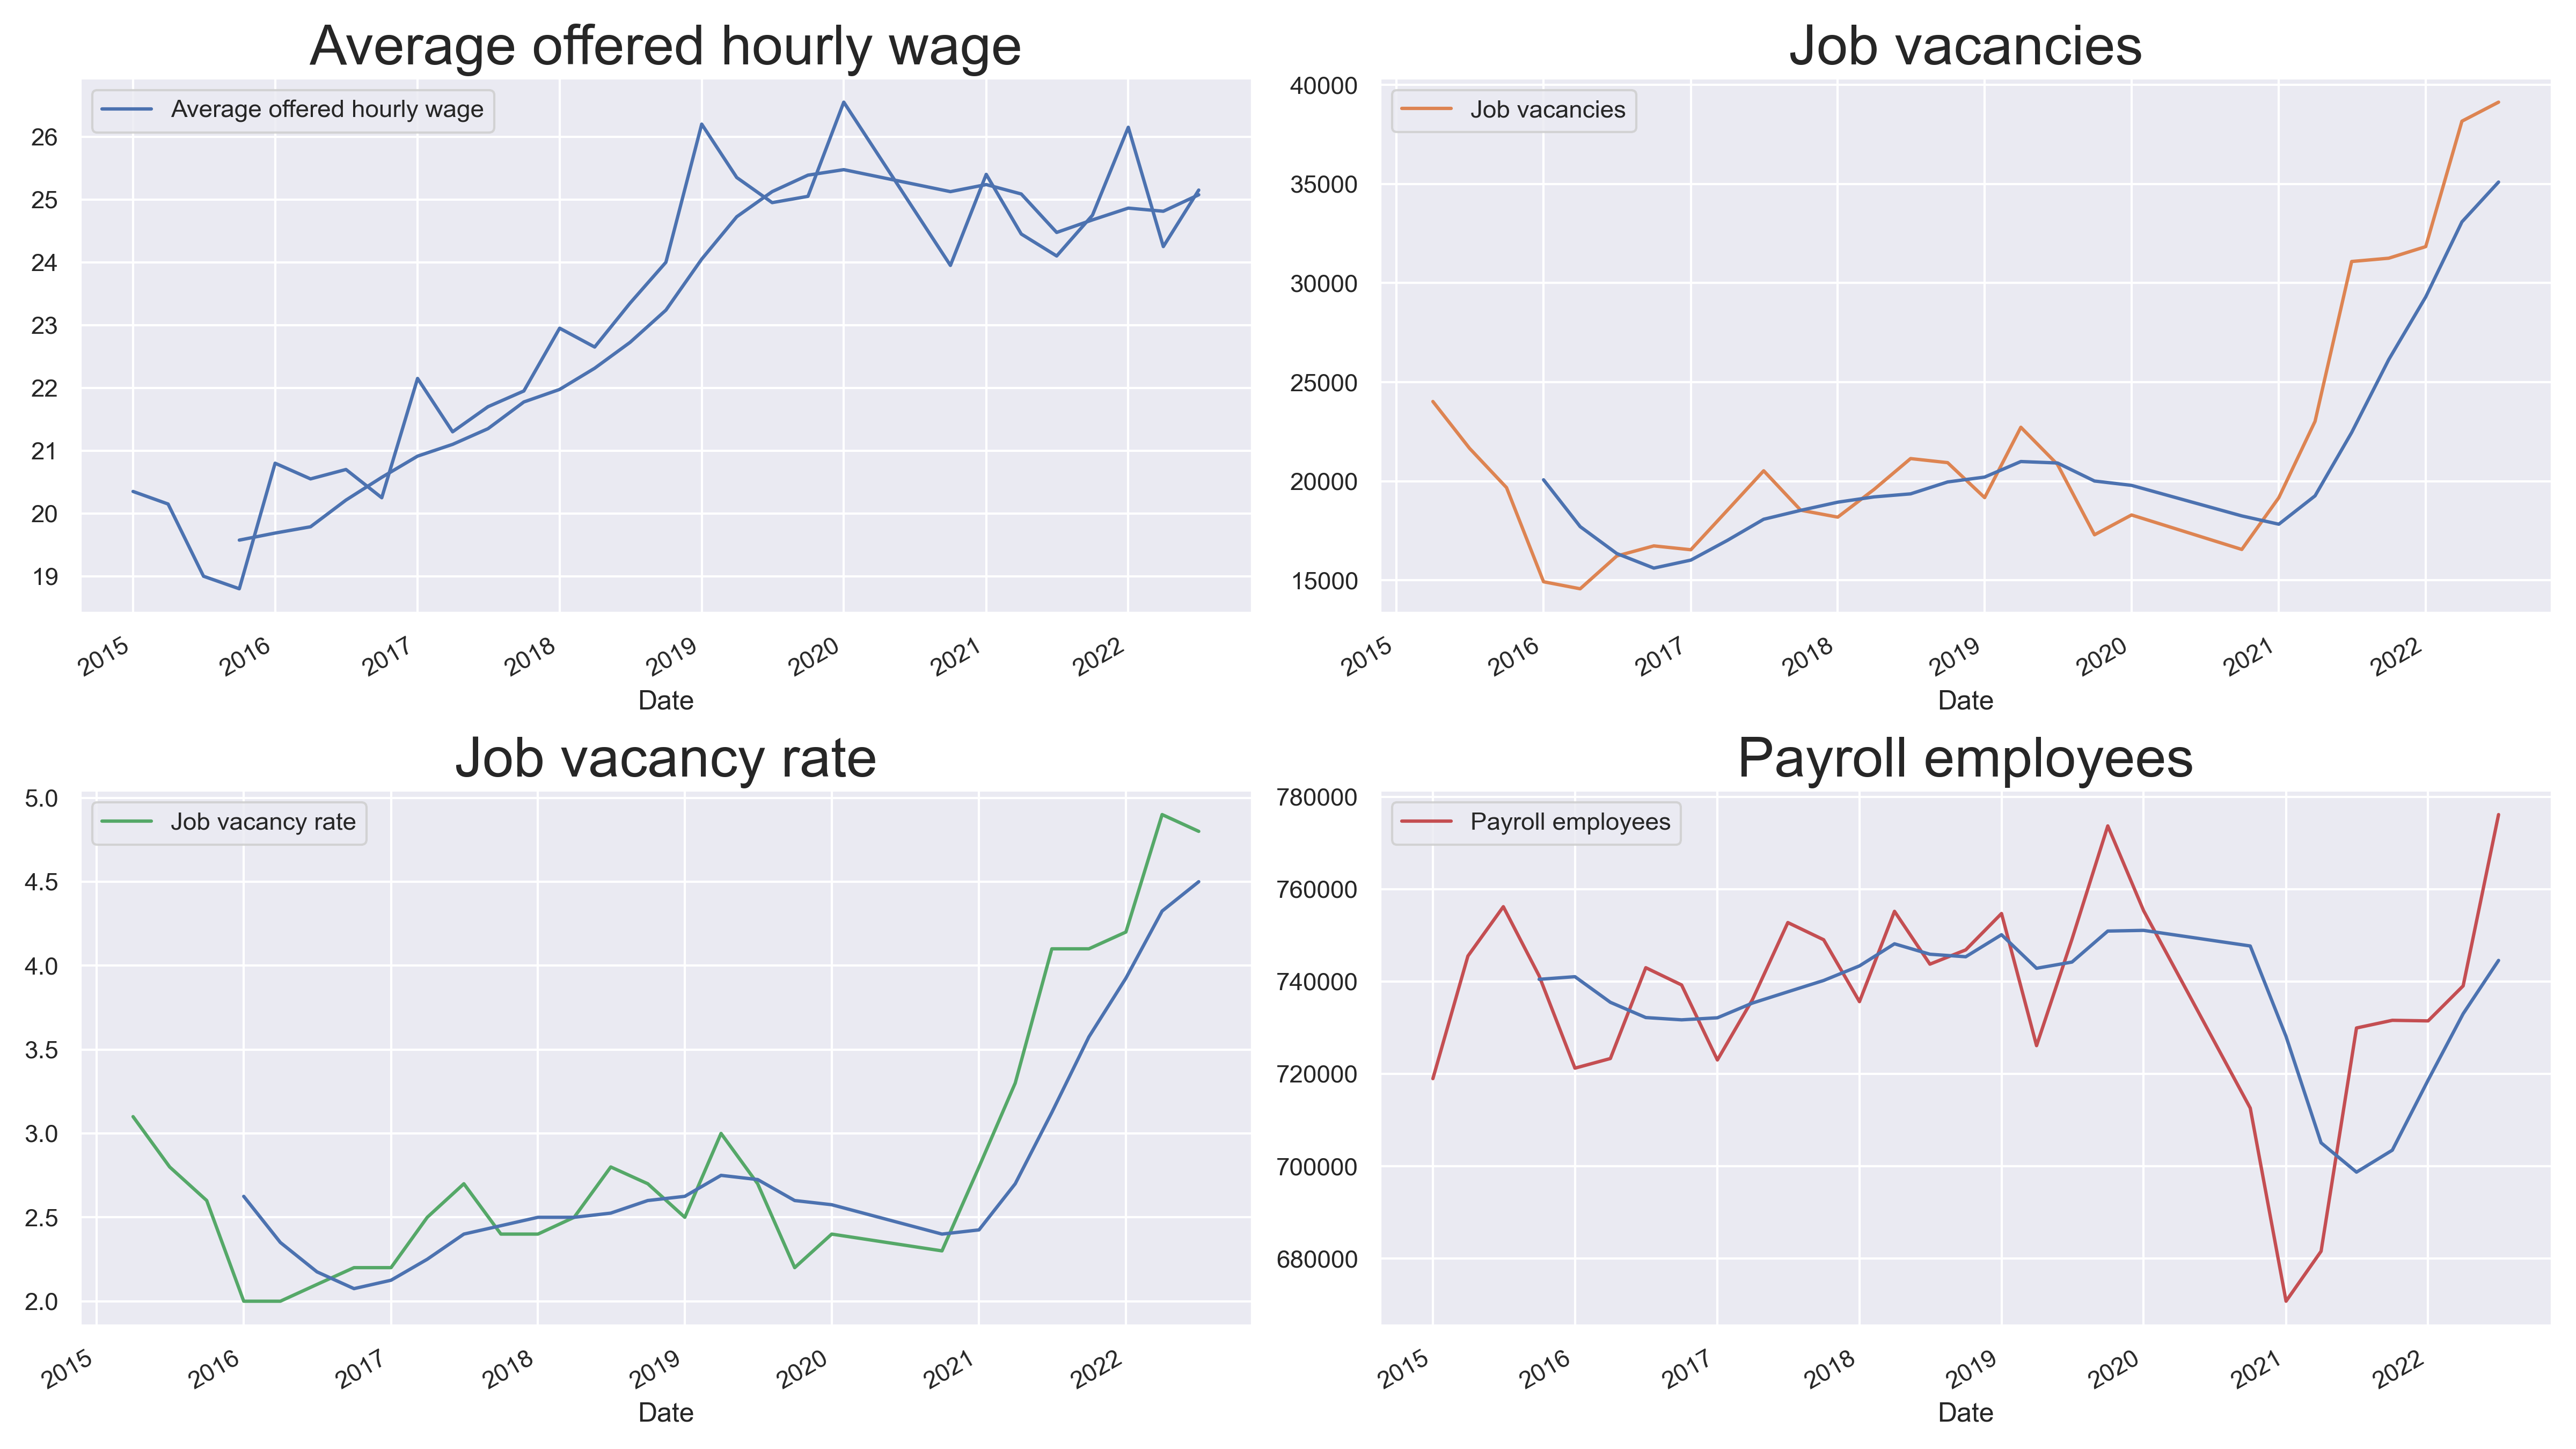 Average offered hourly wage
Average offered hourly wage
26
25
24
23
22
21
20
19
2015 2016 2017 2018 2019 2020 2021 2022
Date
Job vacancies
Job vacancies
40000
35000
30000
25000
20000
15000
2015 2016 2017 2018 2019 2020 2021 2022
Date
Job vacancy rate
Job vacancy rate
5.0
4.5
4.0
3.5
3.0
2.5
2.0
2015 2016 2017 2018 2019 2020 2021 2022
Date
Payroll employees
Payroll employees
780000
760000
740000
720000
700000
680000
2015 2016 2017 2018 2019 2020 2021 2022
Date